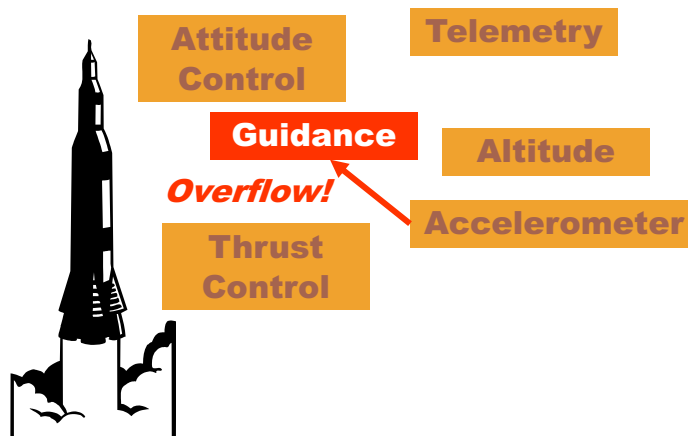 Attitude
Control
Telemetry
Guidance
Altitude
Overflow!
Accelerometer
Thrust
Control